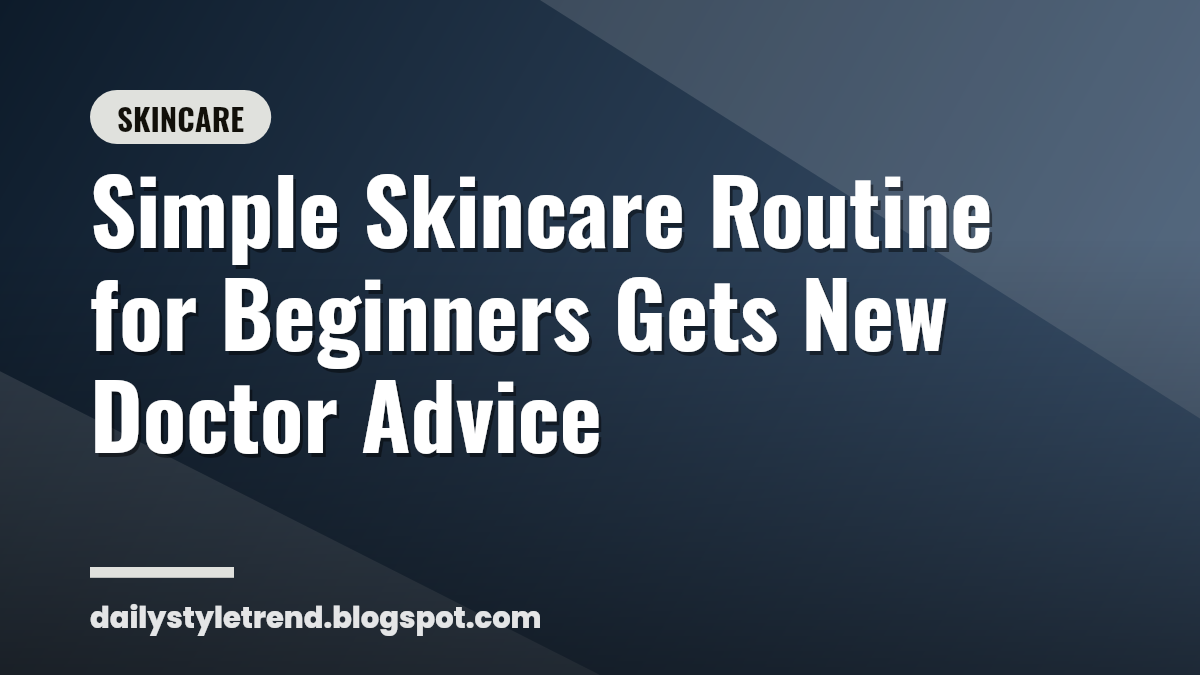 SKINCARE
Simple Skincare Routine
for Beginners Gets New
Doctor Advice
dailystyletrend.blogspot.com